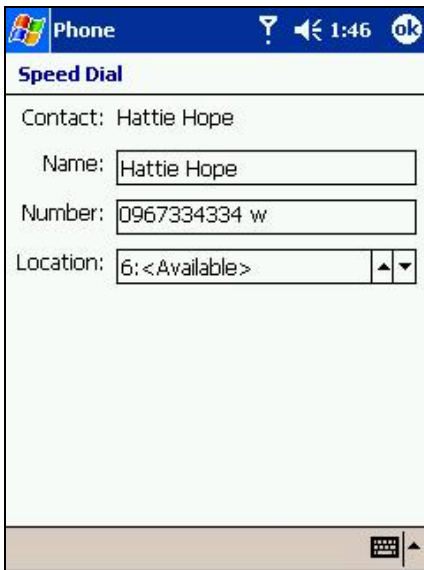 Phone 1:46 ok
Speed Dial
Contact: Hattie Hope
Name: Hattie Hope
Number: 0967334334 w
Location: 6:<Available>